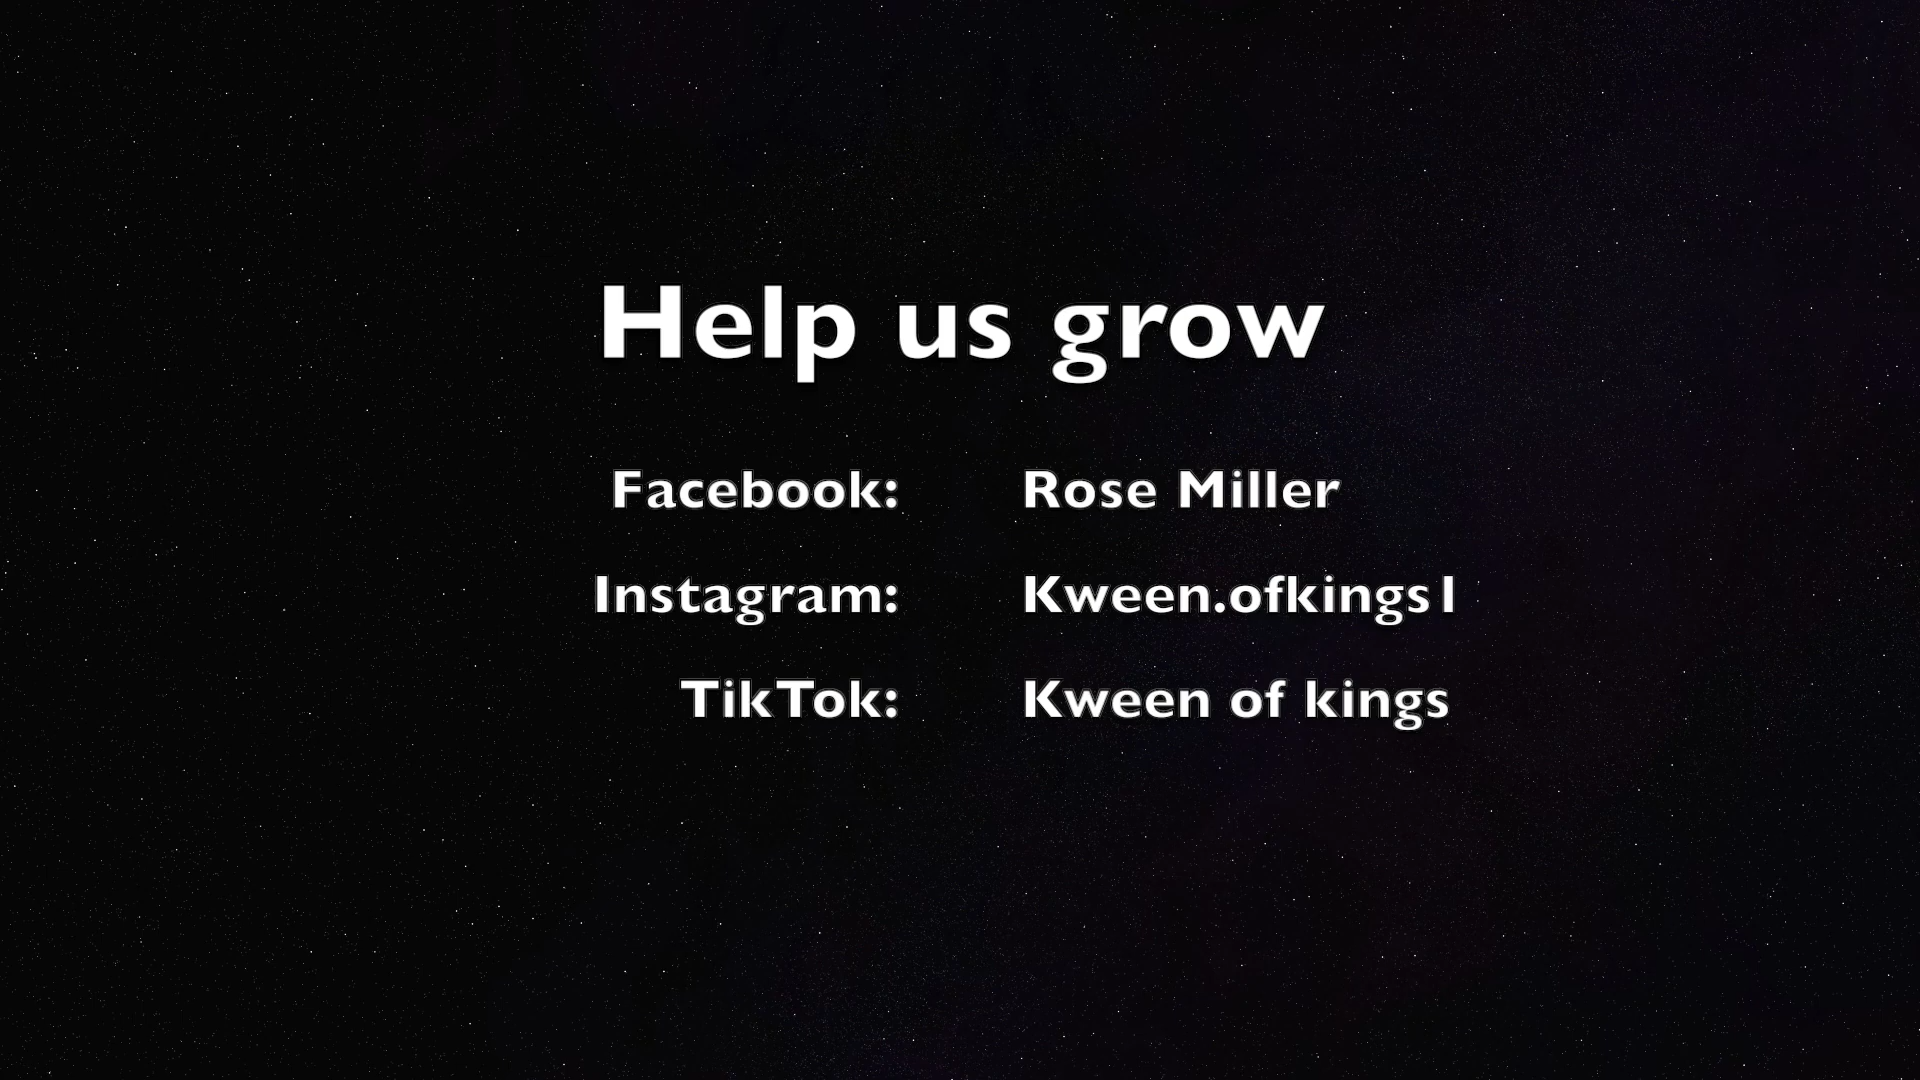 Help us grow
Facebook: Rose Miller
Instagram: Kween.ofkings1
TikTok: Kween of kings